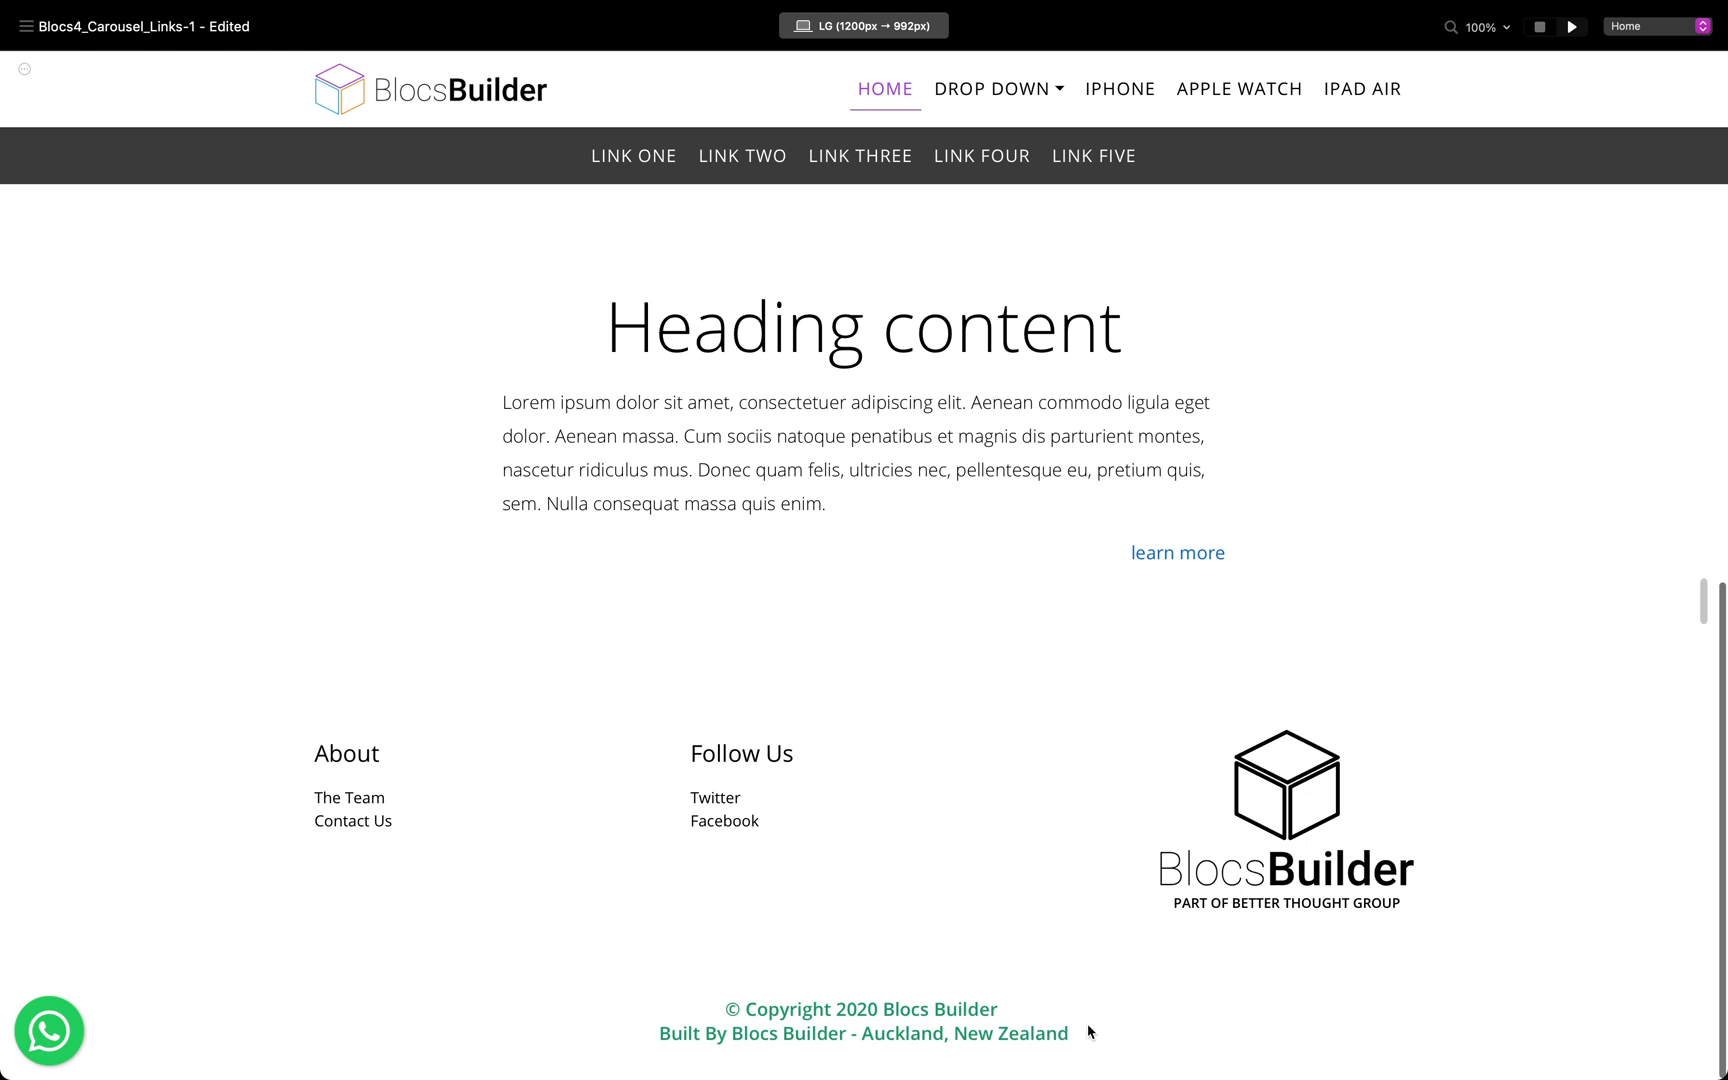 Blocs4_Carousel_Links-1 - Edited
LG (1200px → 992px)
100%
Home
BlocsBuilder
HOME DROP DOWN IPHONE APPLE WATCH IPAD AIR
LINK ONE LINK TWO LINK THREE LINK FOUR LINK FIVE
Heading content
Lorem ipsum dolor sit amet, consectetuer adipiscing elit. Aenean commodo ligula eget
dolor. Aenean massa. Cum sociis natoque penatibus et magnis dis parturient montes,
nascetur ridiculus mus. Donec quam felis, ultricies nec, pellentesque eu, pretium quis,
sem. Nulla consequat massa quis enim.
learn more
About
The Team
Contact Us
Follow Us
Twitter
Facebook
BlocsBuilder
PART OF BETTER THOUGHT GROUP
© Copyright 2020 Blocs Builder
Built By Blocs Builder - Auckland, New Zealand